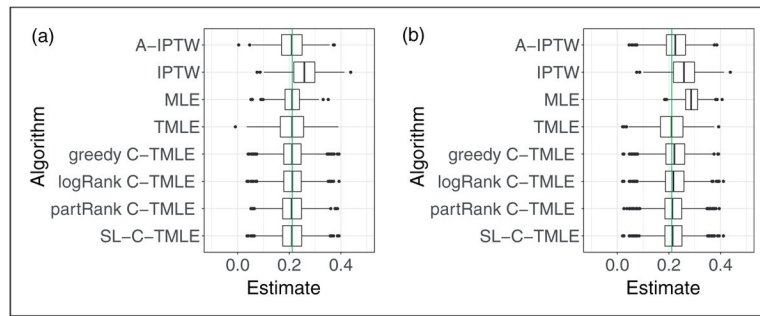 (a)
Algorithm
A-IPTW
IPTW
MLE
TMLE
greedy C-TMLE
logRank C-TMLE
partRank C-TMLE
SL-C-TMLE
0.0 0.2 0.4
Estimate
(b)
Algorithm
A-IPTW
IPTW
MLE
TMLE
greedy C-TMLE
logRank C-TMLE
partRank C-TMLE
SL-C-TMLE
0.0 0.2 0.4
Estimate